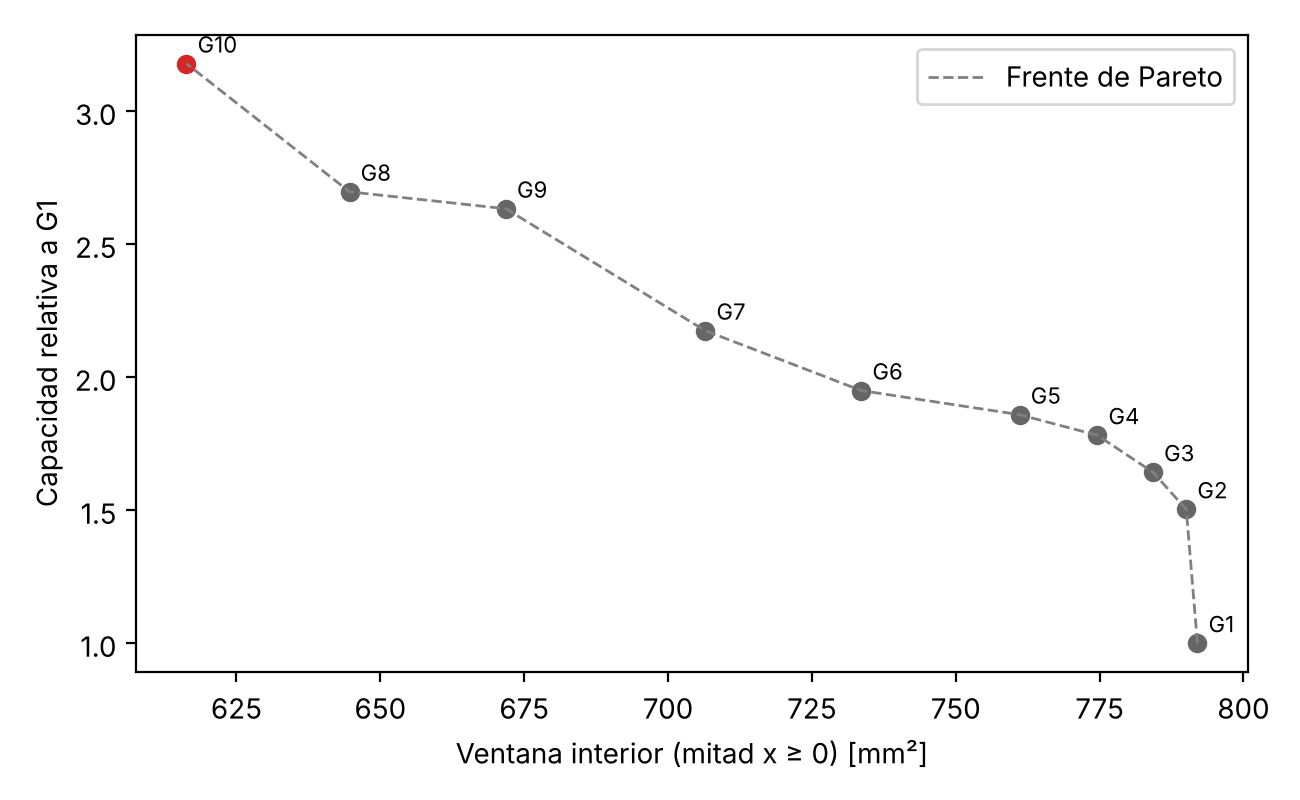 G10
Frente de Pareto
3.0
G8
G9
2.5
G7
Capacidad relativa a G1
2.0
G6
G5
G4
G3
1.5
G2
1.0
G1
625 650 675 700 725 750 775 800
Ventana interior (mitad x ≥ 0) [mm²]